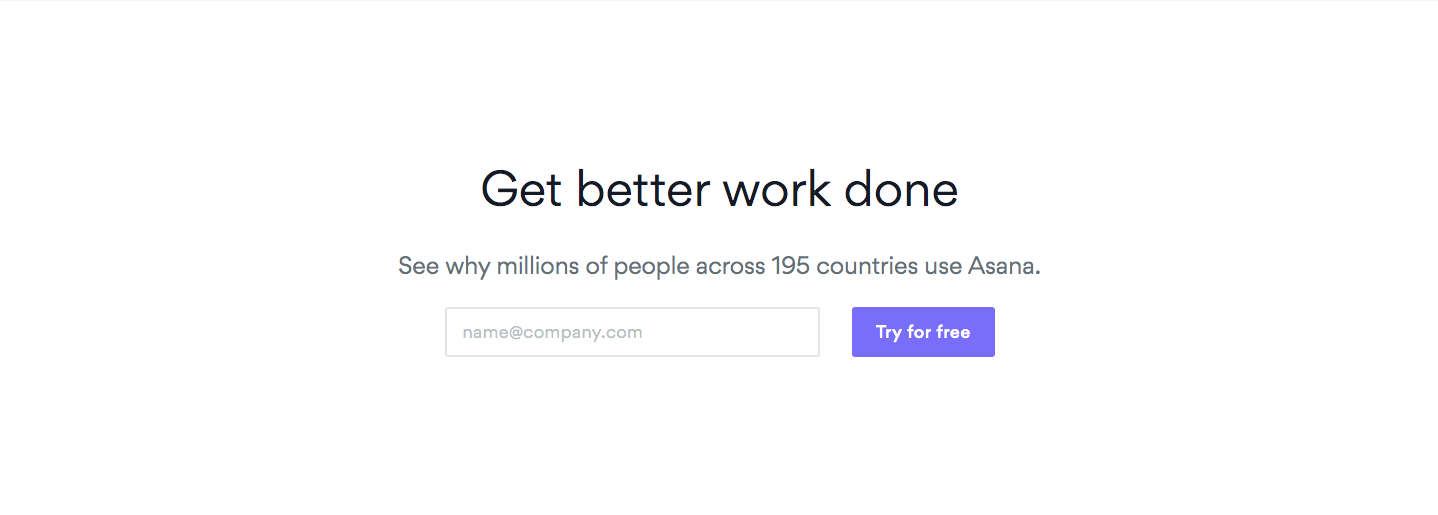 Get better work done
See why millions of people across 195 countries use Asana.
name@company.com
Try for free